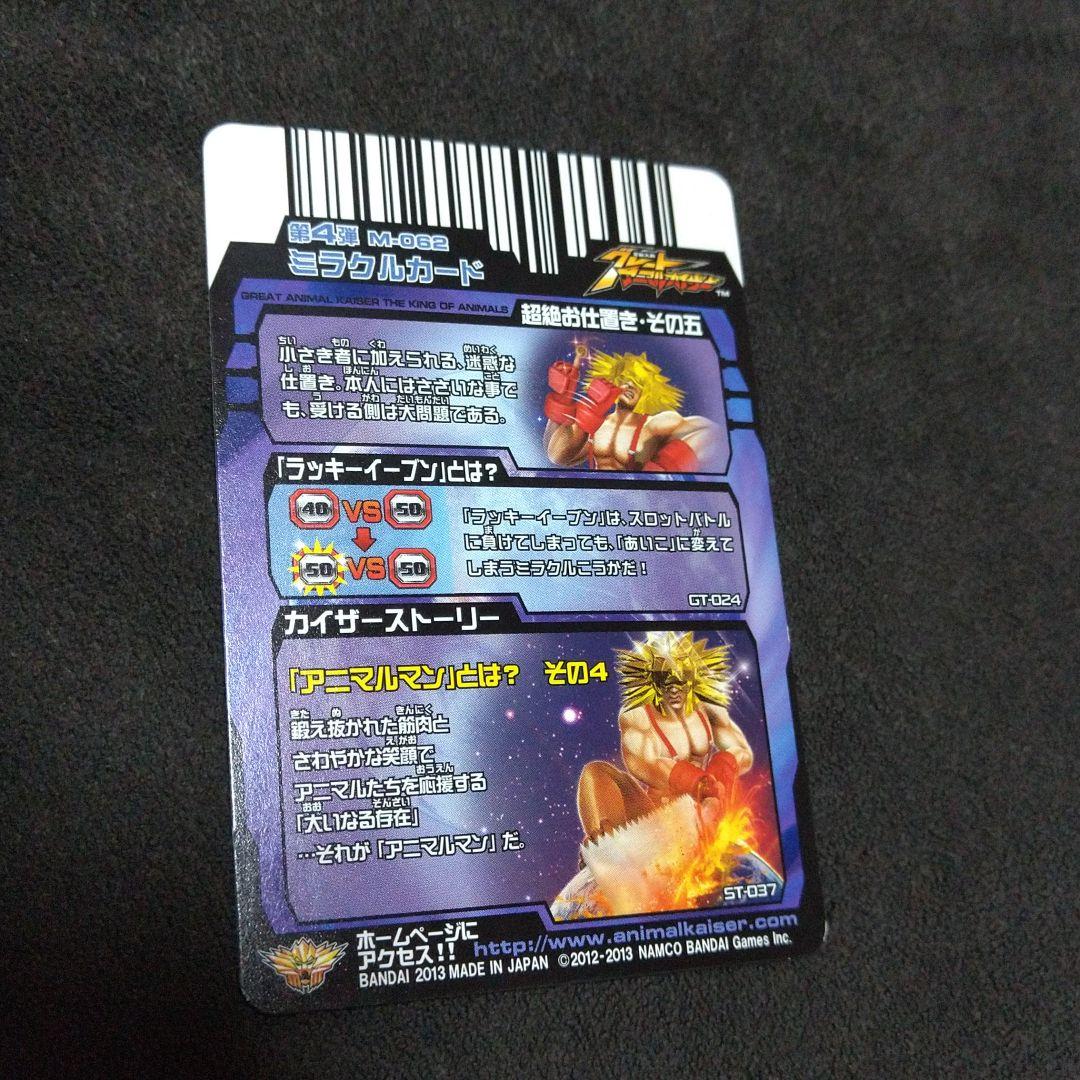 第4弾 M-062
ミラクルカード
グレートアニマルカイザー™
GREAT ANIMAL KAISER THE KING OF ANIMALS
超絶お仕置き・その五
小さき者に加えられる、迷惑な
仕置き。本人にはささいな事で
も、受ける側は大問題である。
「ラッキーイーブン」とは?
40 VS 50
50 VS 50
「ラッキーイーブン」は、スロットバトル
に負けてしまっても、「あいこ」に変えて
しまうミラクルこうかだ!
GT-024
カイザーストーリー
「アニマルマン」とは? その4
鍛え抜かれた筋肉と
さわやかな笑顔で
アニマルたちを応援する
「大いなる存在」
…それが「アニマルマン」だ。
ST-037
ホームページに
アクセス!! http://www.animalkaiser.com
BANDAI 2013 MADE IN JAPAN ©2012-2013 NAMCO BANDAI Games Inc.